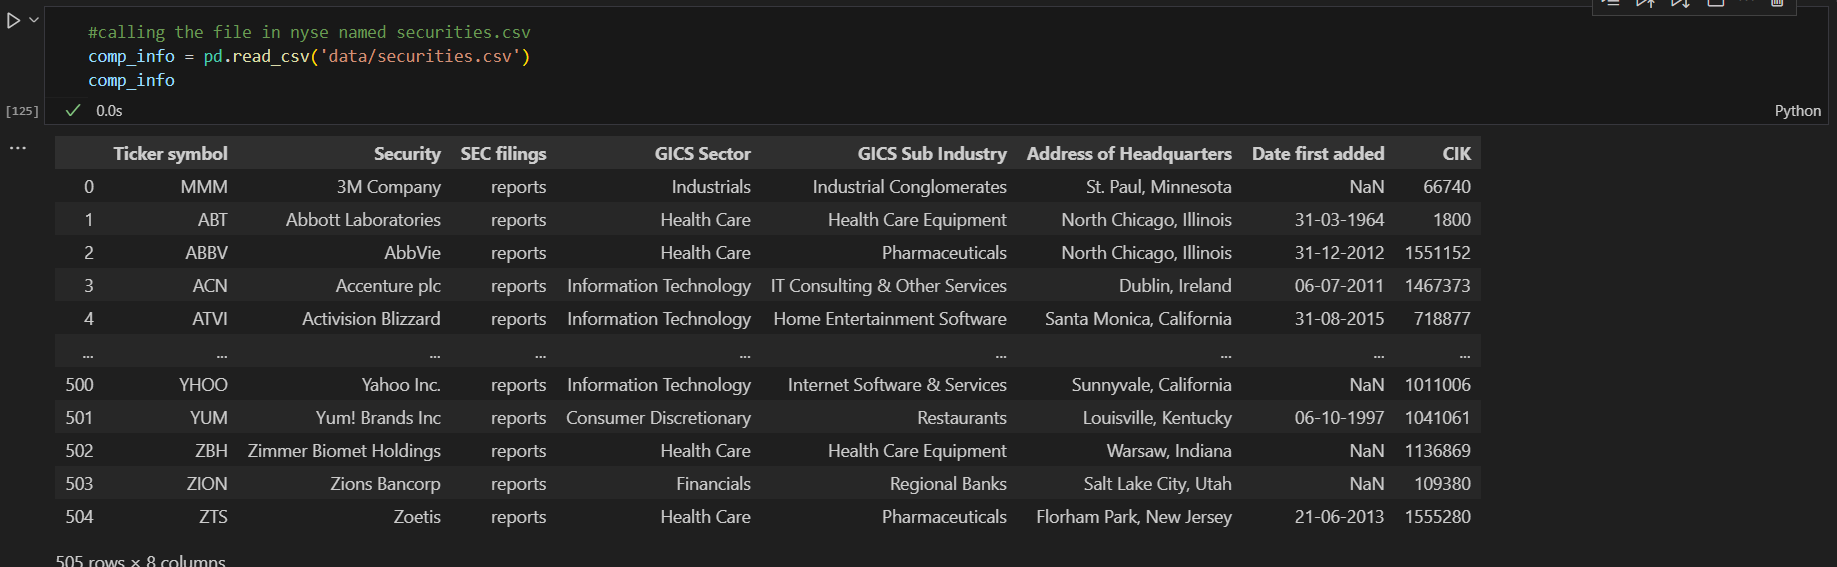 #calling the file in nyse named securities.csv
comp_info = pd.read_csv('data/securities.csv')
comp_info
[125] 0.0s Python
...
Ticker symbol Security SEC filings GICS Sector GICS Sub Industry Address of Headquarters Date first added CIK
0 MMM 3M Company reports Industrials Industrial Conglomerates St. Paul, Minnesota NaN 66740
1 ABT Abbott Laboratories reports Health Care Health Care Equipment North Chicago, Illinois 31-03-1964 1800
2 ABBV AbbVie reports Health Care Pharmaceuticals North Chicago, Illinois 31-12-2012 1551152
3 ACN Accenture plc reports Information Technology IT Consulting & Other Services Dublin, Ireland 06-07-2011 1467373
4 ATVI Activision Blizzard reports Information Technology Home Entertainment Software Santa Monica, California 31-08-2015 718877
... ... ... ... ... ... ... ... ...
500 YHOO Yahoo Inc. reports Information Technology Internet Software & Services Sunnyvale, California NaN 1011006
501 YUM Yum! Brands Inc reports Consumer Discretionary Restaurants Louisville, Kentucky 06-10-1997 1041061
502 ZBH Zimmer Biomet Holdings reports Health Care Health Care Equipment Warsaw, Indiana NaN 1136869
503 ZION Zions Bancorp reports Financials Regional Banks Salt Lake City, Utah NaN 109380
504 ZTS Zoetis reports Health Care Pharmaceuticals Florham Park, New Jersey 21-06-2013 1555280
505 rows × 8 columns